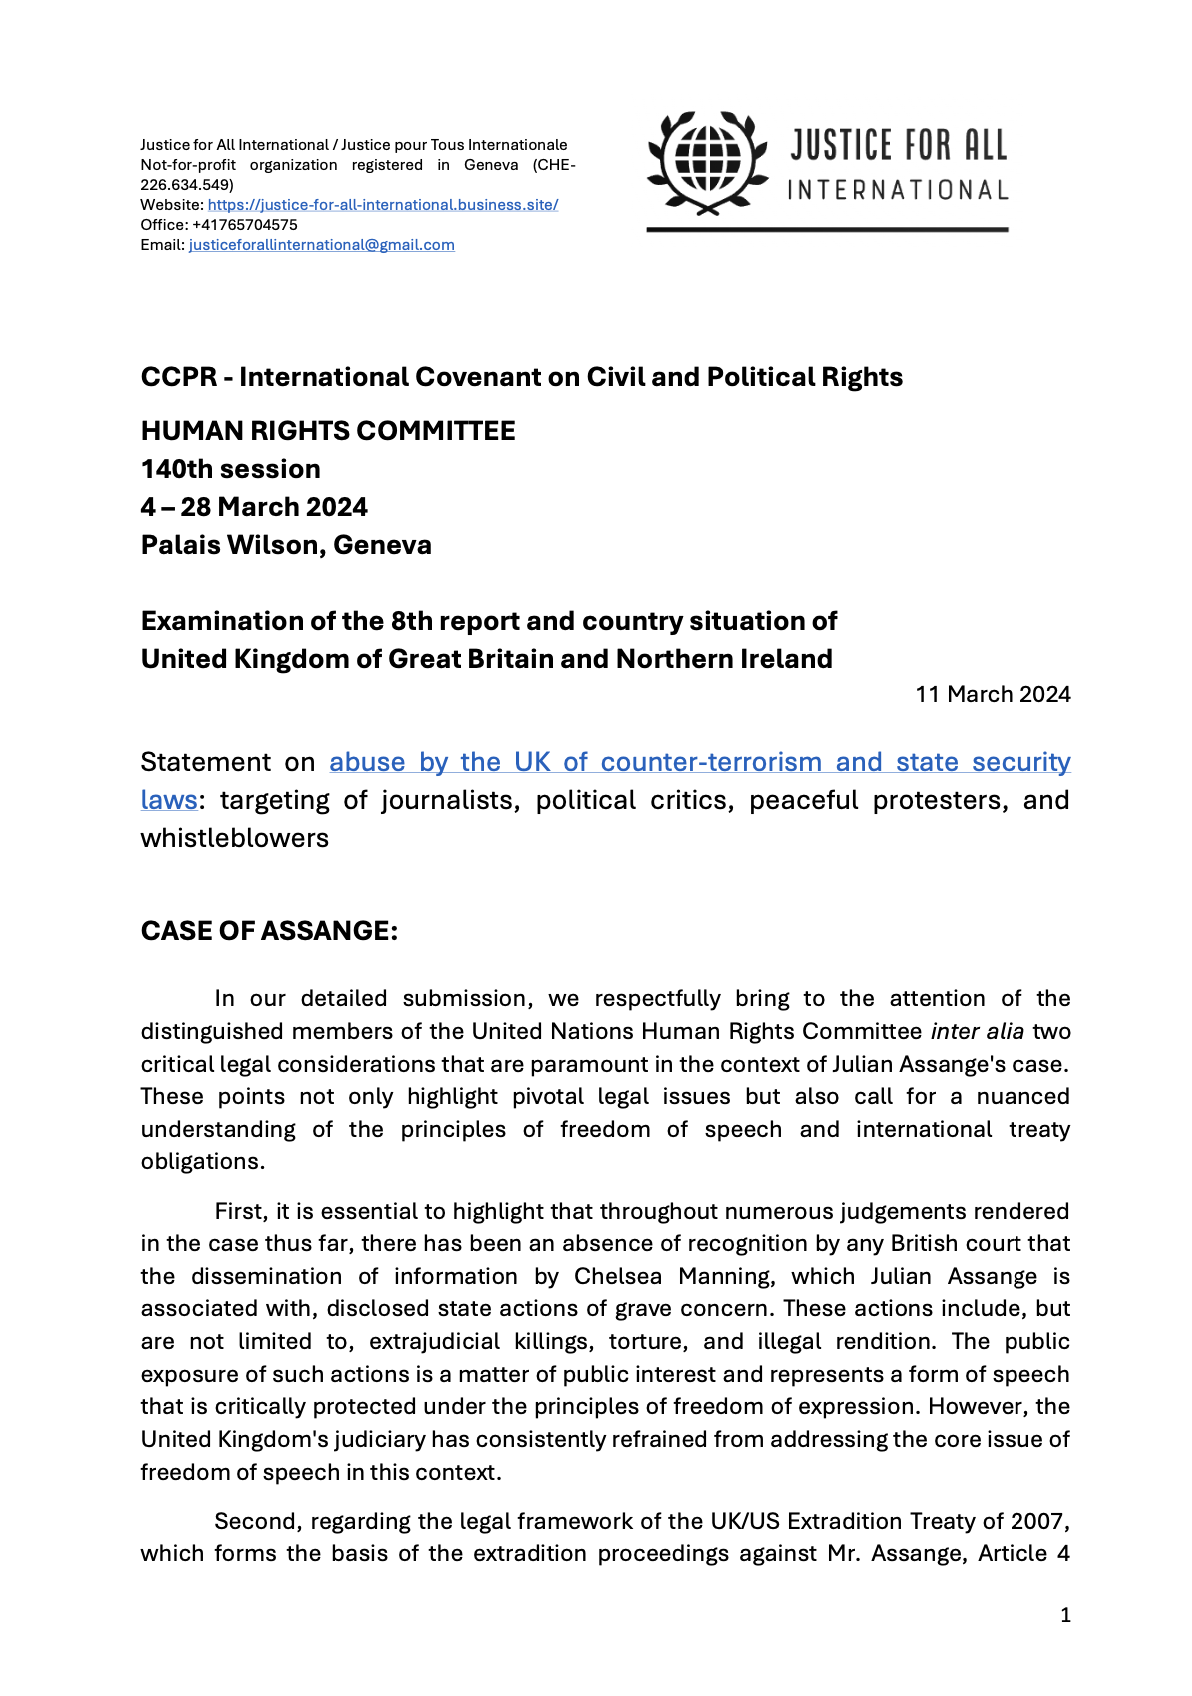 Justice for All International / Justice pour Tous Internationale
Not-for-profit organization registered in Geneva (CHE-
226.634.549)
Website: https://justice-for-all-international.business.site/
Office: +41765704575
Email: justiceforallinternational@gmail.com
JUSTICE FOR ALL
INTERNATIONAL
CCPR - International Covenant on Civil and Political Rights
HUMAN RIGHTS COMMITTEE
140th session
4 – 28 March 2024
Palais Wilson, Geneva
Examination of the 8th report and country situation of
United Kingdom of Great Britain and Northern Ireland
11 March 2024
Statement on abuse by the UK of counter-terrorism and state security
laws: targeting of journalists, political critics, peaceful protesters, and
whistleblowers
CASE OF ASSANGE:
In our detailed submission, we respectfully bring to the attention of the
distinguished members of the United Nations Human Rights Committee inter alia two
critical legal considerations that are paramount in the context of Julian Assange's case.
These points not only highlight pivotal legal issues but also call for a nuanced
understanding of the principles of freedom of speech and international treaty
obligations.
First, it is essential to highlight that throughout numerous judgements rendered
in the case thus far, there has been an absence of recognition by any British court that
the dissemination of information by Chelsea Manning, which Julian Assange is
associated with, disclosed state actions of grave concern. These actions include, but
are not limited to, extrajudicial killings, torture, and illegal rendition. The public
exposure of such actions is a matter of public interest and represents a form of speech
that is critically protected under the principles of freedom of expression. However, the
United Kingdom's judiciary has consistently refrained from addressing the core issue of
freedom of speech in this context.
Second, regarding the legal framework of the UK/US Extradition Treaty of 2007,
which forms the basis of the extradition proceedings against Mr. Assange, Article 4
1